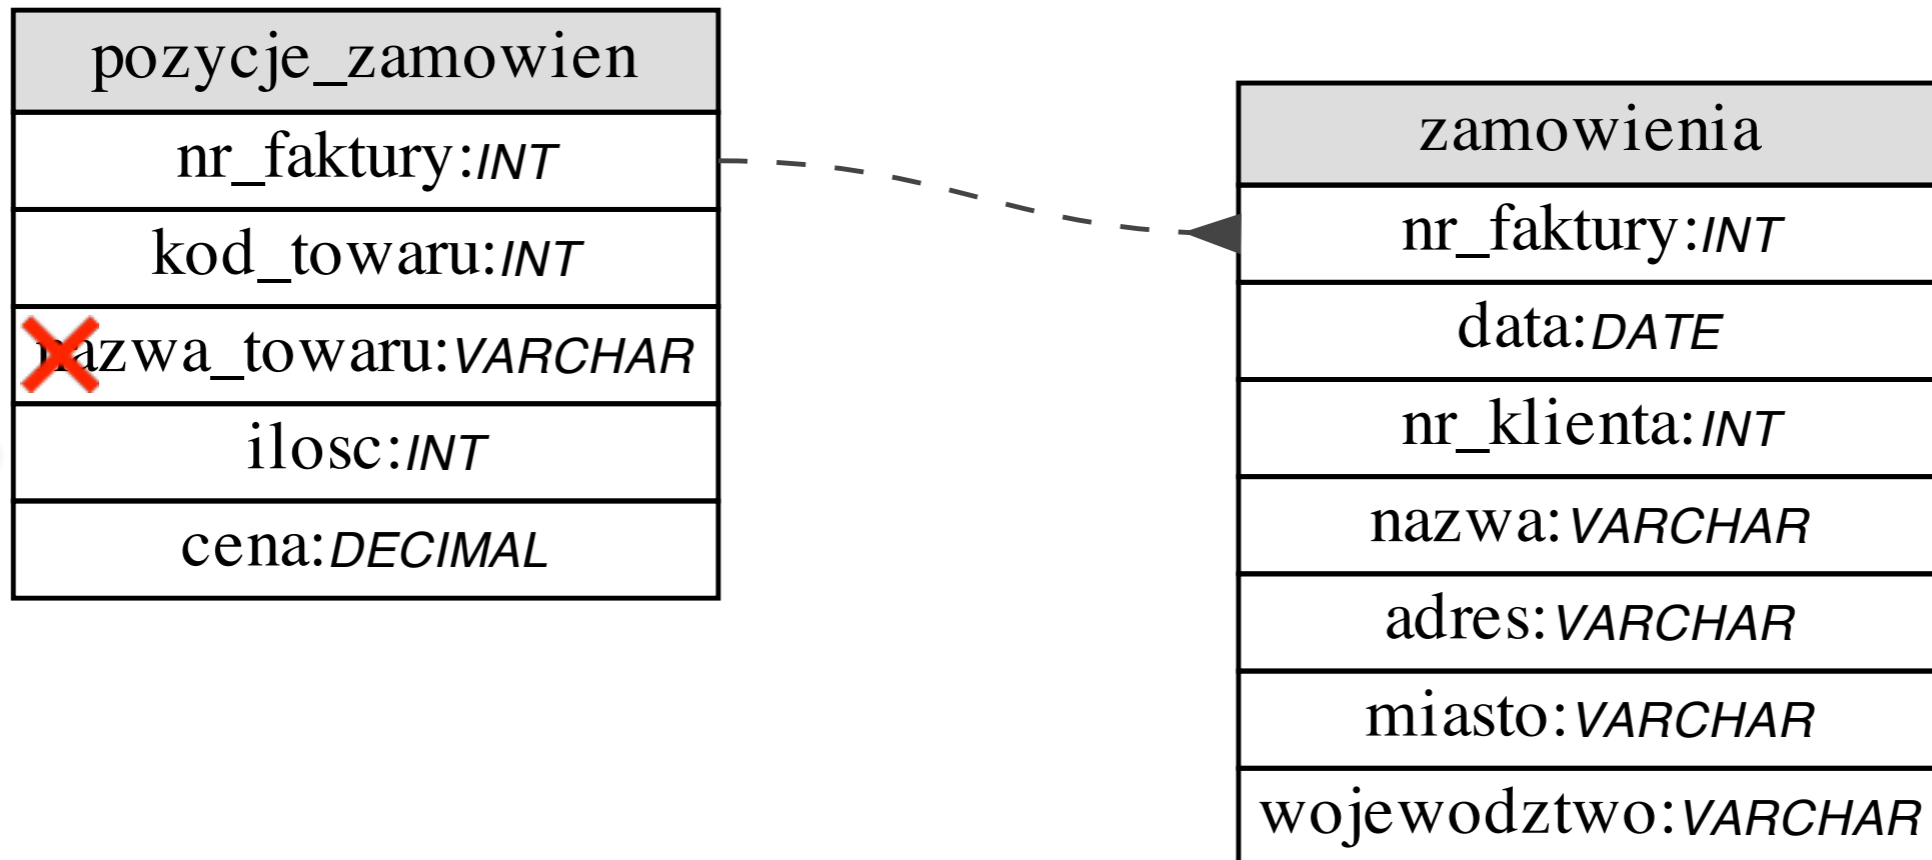 pozycje_zamowien
nr_faktury:INT
kod_towaru:INT
nazwa_towaru:VARCHAR
ilosc:INT
cena:DECIMAL
zamowienia
nr_faktury:INT
data:DATE
nr_klienta:INT
nazwa:VARCHAR
adres:VARCHAR
miasto:VARCHAR
wojewodztwo:VARCHAR